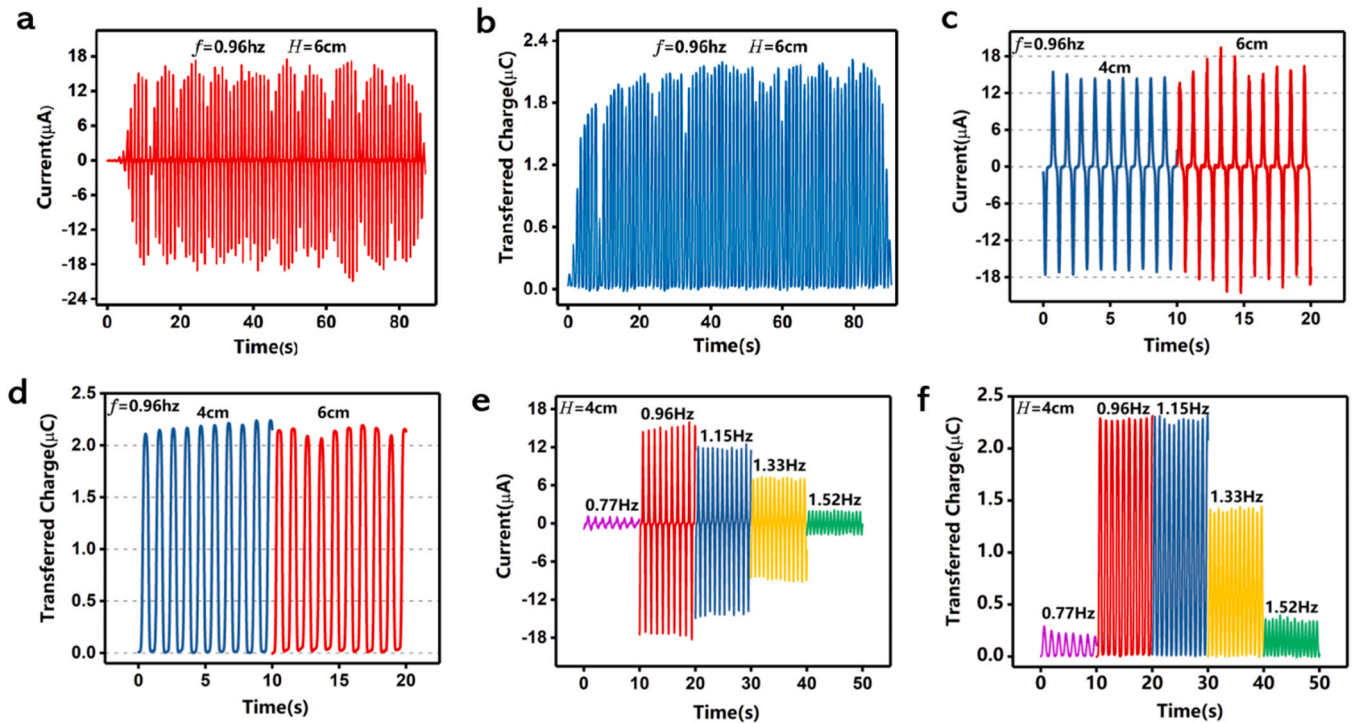 a
f=0.96hz H=6cm
18
12
6
0
-6
-12
-18
-24
Current(μA)
0 20 40 60 80
Time(s)
b
f=0.96hz H=6cm
2.4
1.8
1.2
0.6
0.0
Transferred Charge(μC)
0 20 40 60 80
Time(s)
c
f=0.96hz
4cm
6cm
18
12
6
0
-6
-12
-18
Current(μA)
0 5 10 15 20
Time(s)
d
f=0.96hz
4cm
6cm
2.5
2.0
1.5
1.0
0.5
0.0
Transferred Charge(μC)
0 5 10 15 20
Time(s)
e
H=4cm
0.77Hz
0.96Hz
1.15Hz
1.33Hz
1.52Hz
18
12
6
0
-6
-12
-18
Current(μA)
0 10 20 30 40 50
Time(s)
f
H=4cm
0.77Hz
0.96Hz
1.15Hz
1.33Hz
1.52Hz
2.5
2.0
1.5
1.0
0.5
0.0
Transferred Charge(μC)
0 10 20 30 40 50
Time(s)